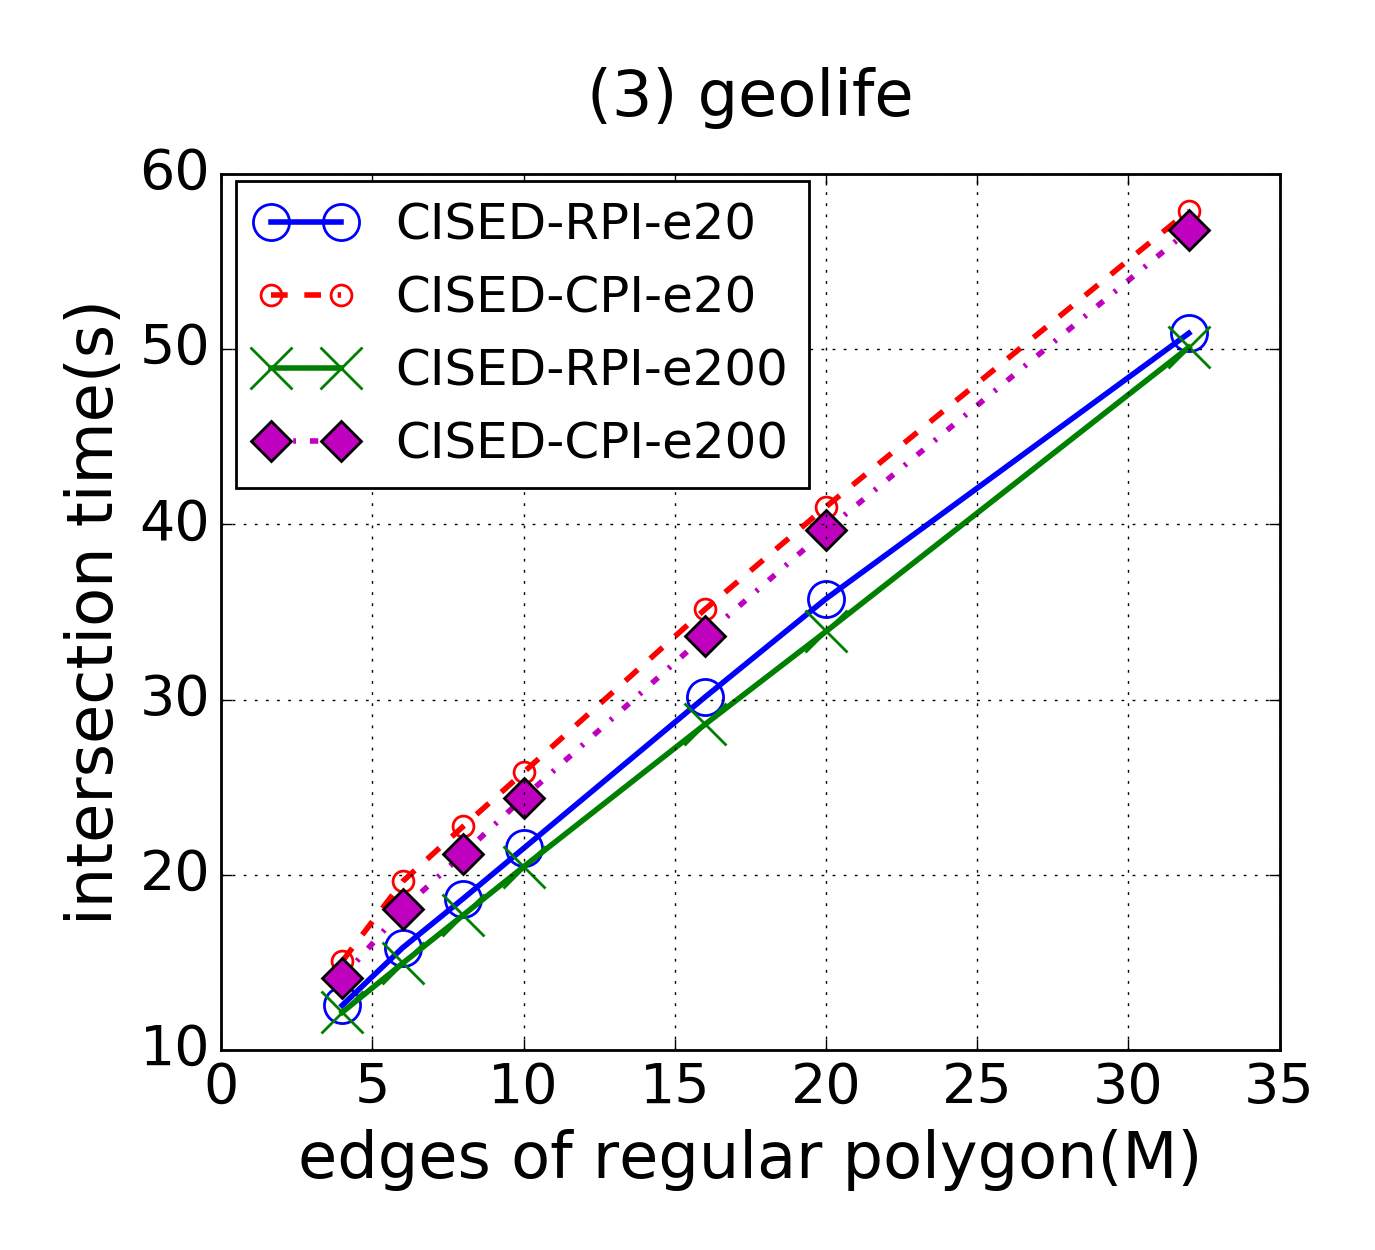 (3) geolife
60
50
40
30
20
10
intersection time(s)
CISED-RPI-e20
CISED-CPI-e20
CISED-RPI-e200
CISED-CPI-e200
0 5 10 15 20 25 30 35
edges of regular polygon(M)